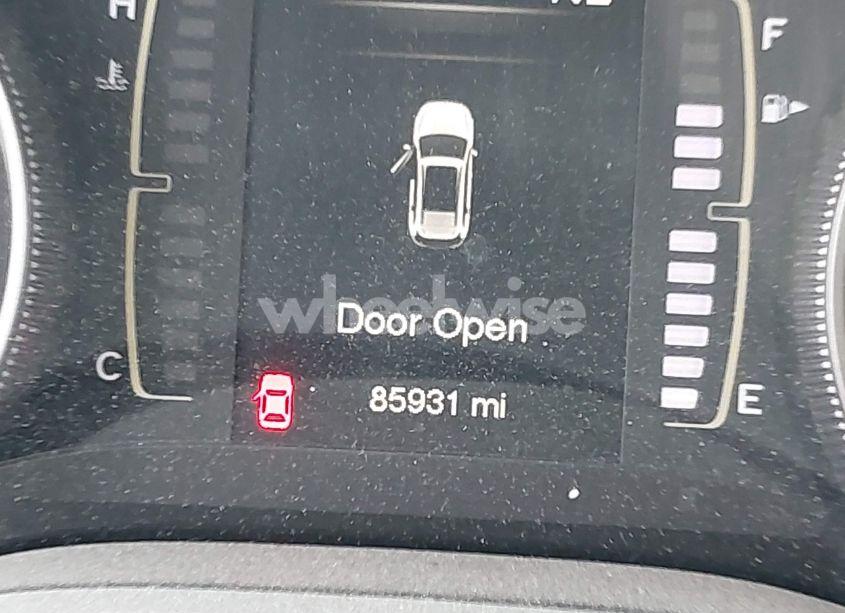 H
F
wheelwise
Door Open
C
85931 mi
E